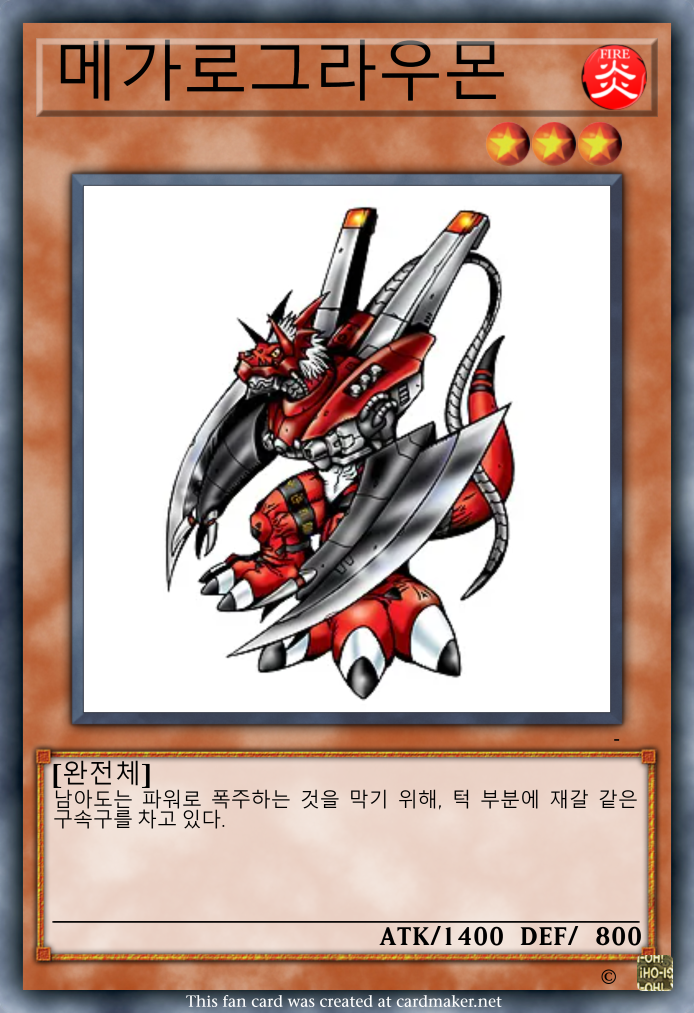 메가로그라우몬
FIRE
炎
-
[완전체]
남아도는 파워로 폭주하는 것을 막기 위해, 턱 부분에 재갈 같은
구속구를 차고 있다.
ATK/1400 DEF/ 800
©
This fan card was created at cardmaker.net